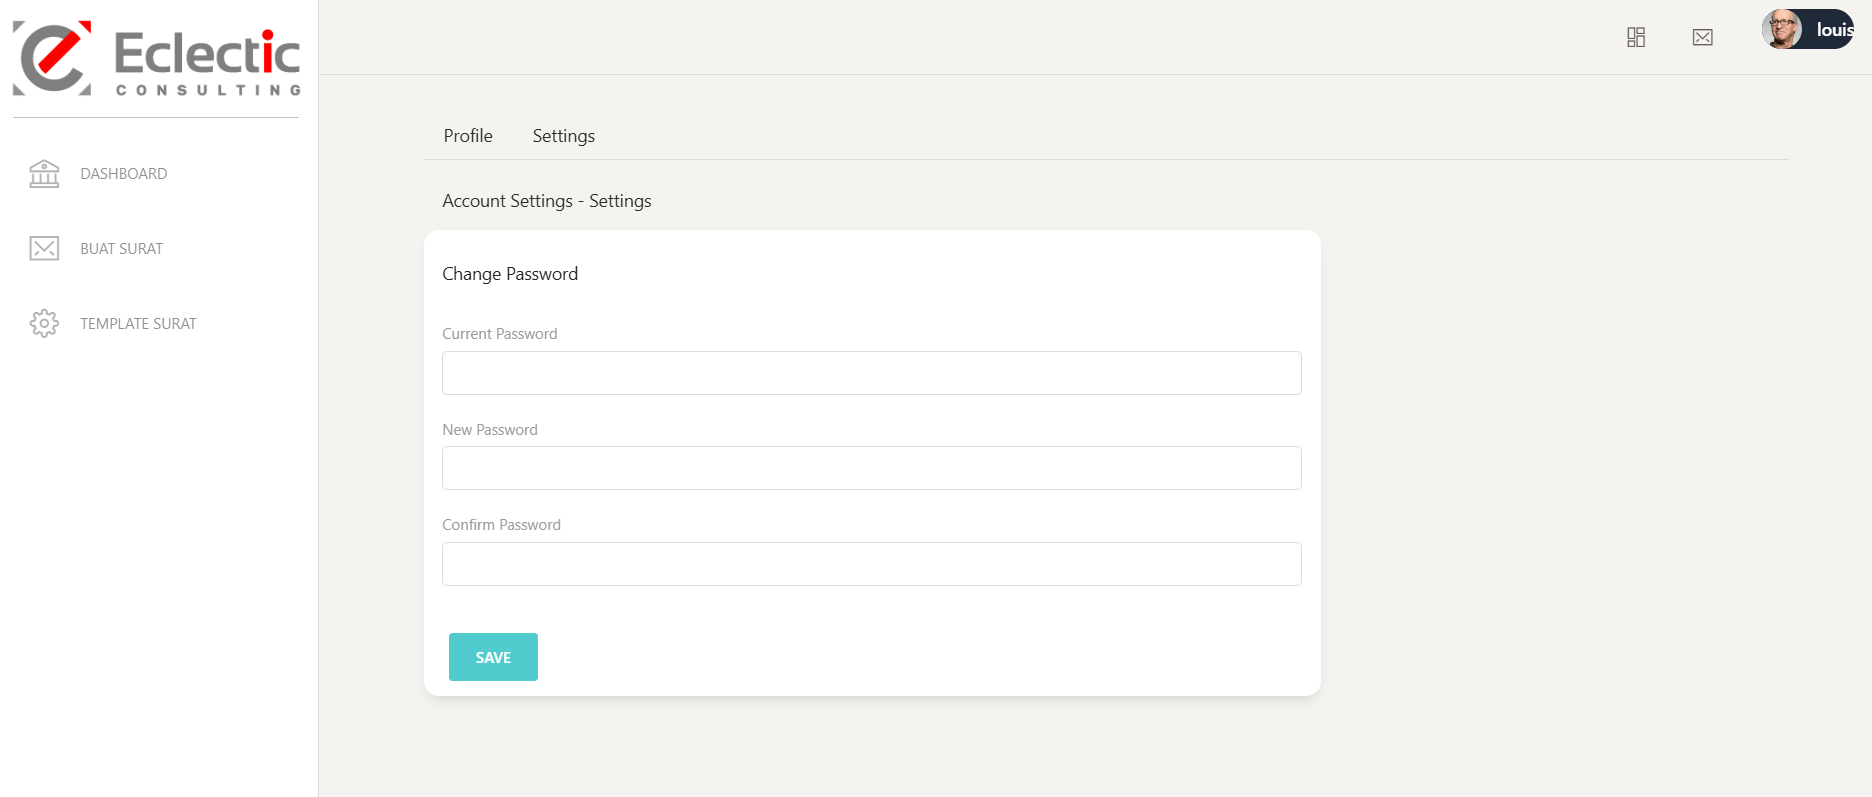 Eclectic
CONSULTING
louis
DASHBOARD
BUAT SURAT
TEMPLATE SURAT
Profile Settings
Account Settings - Settings
Change Password
Current Password
New Password
Confirm Password
SAVE